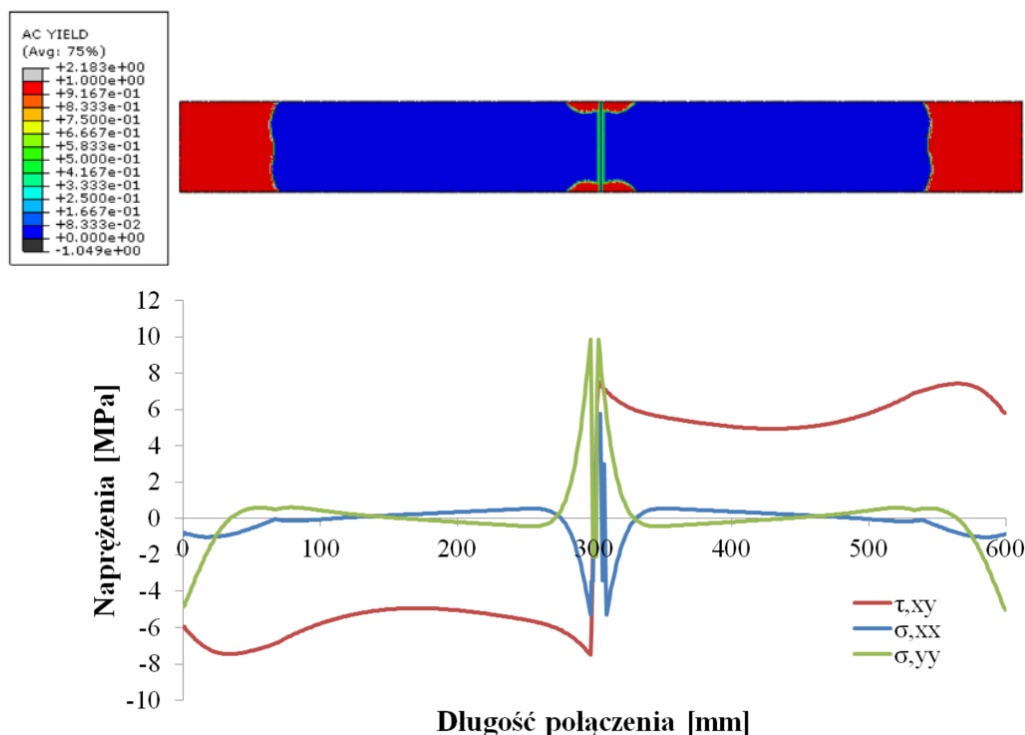 AC YIELD
(Avg: 75%)
+2.183e+00
+1.000e+00
+9.167e-01
+8.333e-01
+7.500e-01
+6.667e-01
+5.833e-01
+5.000e-01
+4.167e-01
+3.333e-01
+2.500e-01
+1.667e-01
+8.333e-02
+0.000e+00
-1.049e+00
12
10
8
6
4
2
0
-2
-4
-6
-8
-10
Naprężenia [MPa]
0 100 200 300 400 500 600
τ,xy
σ,xx
σ,yy
Długość połączenia [mm]